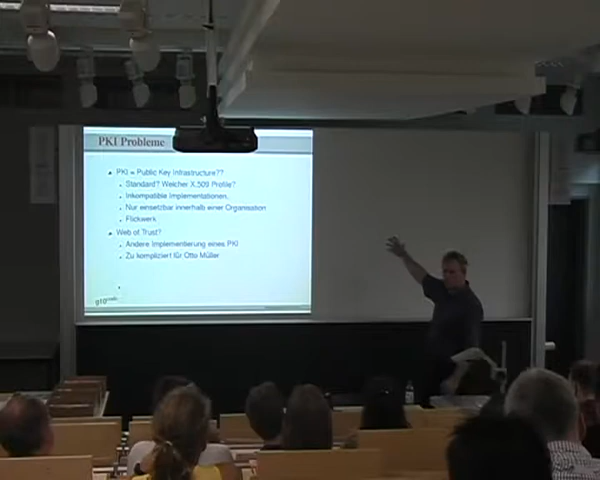 PKI Probleme
PKI = Public Key Infrastructure??
Standard? Welcher X.509 Profile?
Inkompatible Implementationen,
Nur einsetzbar innerhalb einer Organisation
Flickwerk
Web of Trust?
Andere Implementierung eines PKI
Zu kompliziert für Otto Müller
g10code